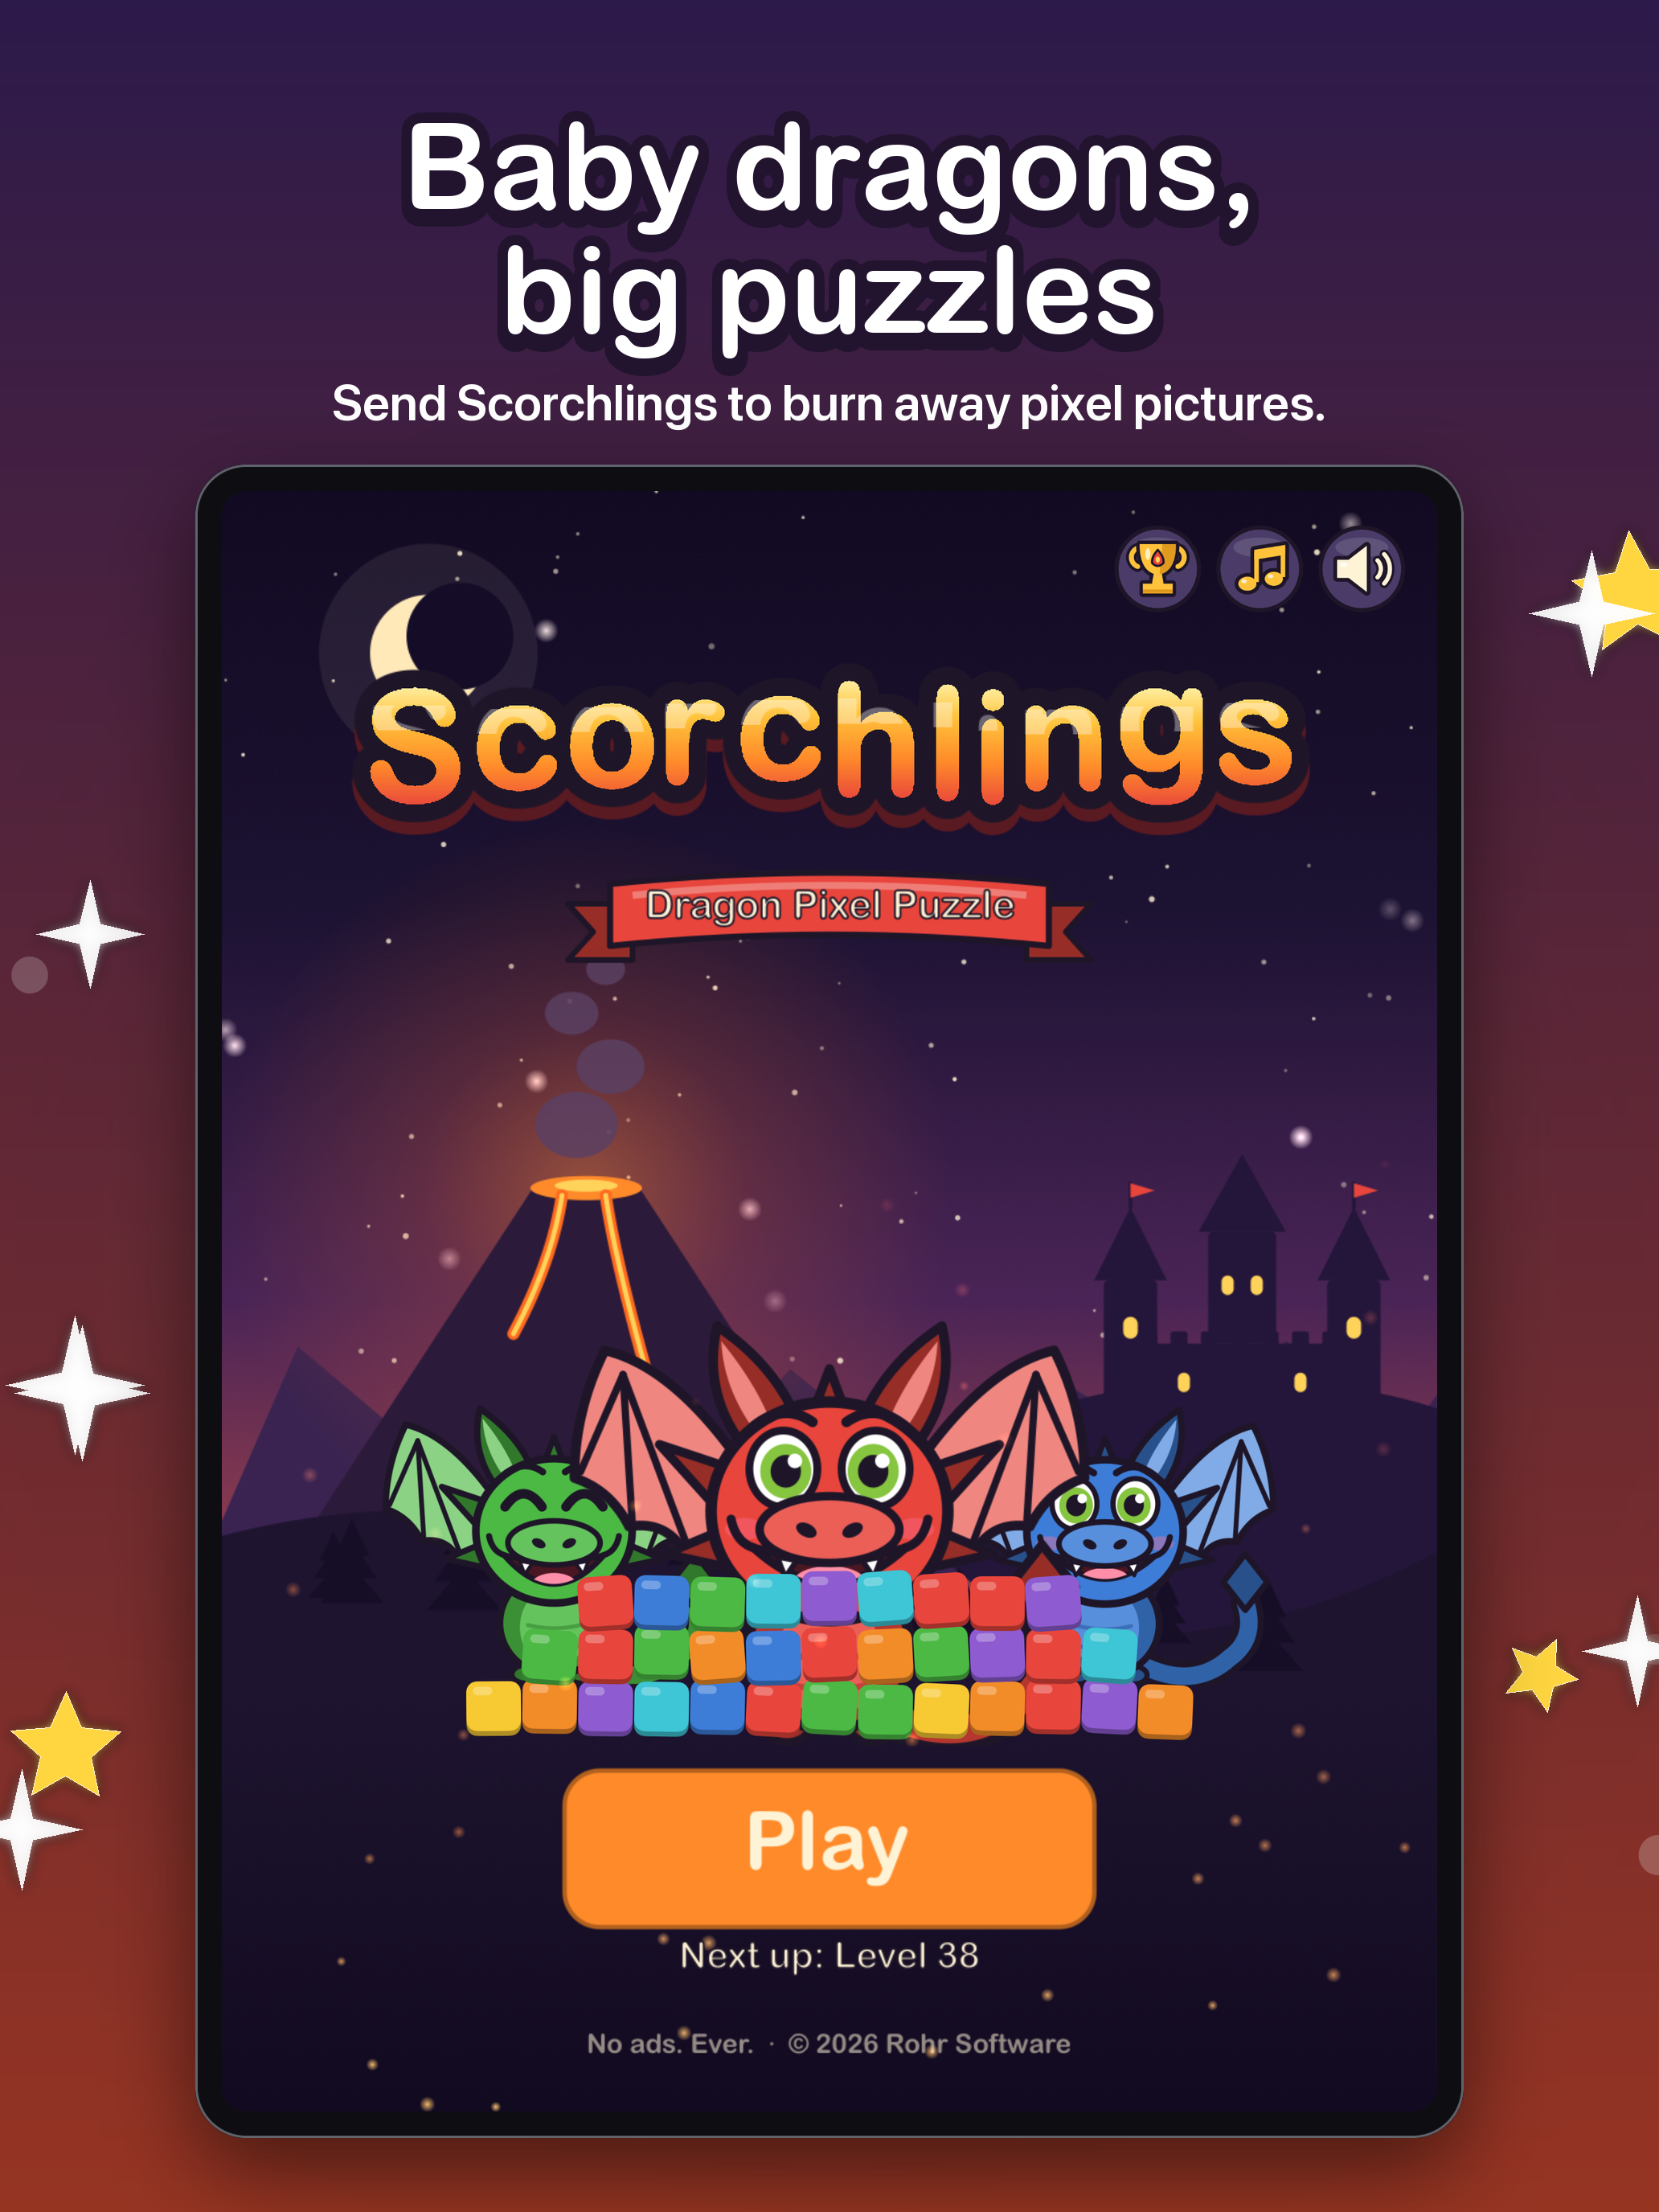 Baby dragons,
big puzzles
Send Scorchlings to burn away pixel pictures.
Scorchlings
Dragon Pixel Puzzle
Play
Next up: Level 38
No ads. Ever. · © 2026 Rohr Software